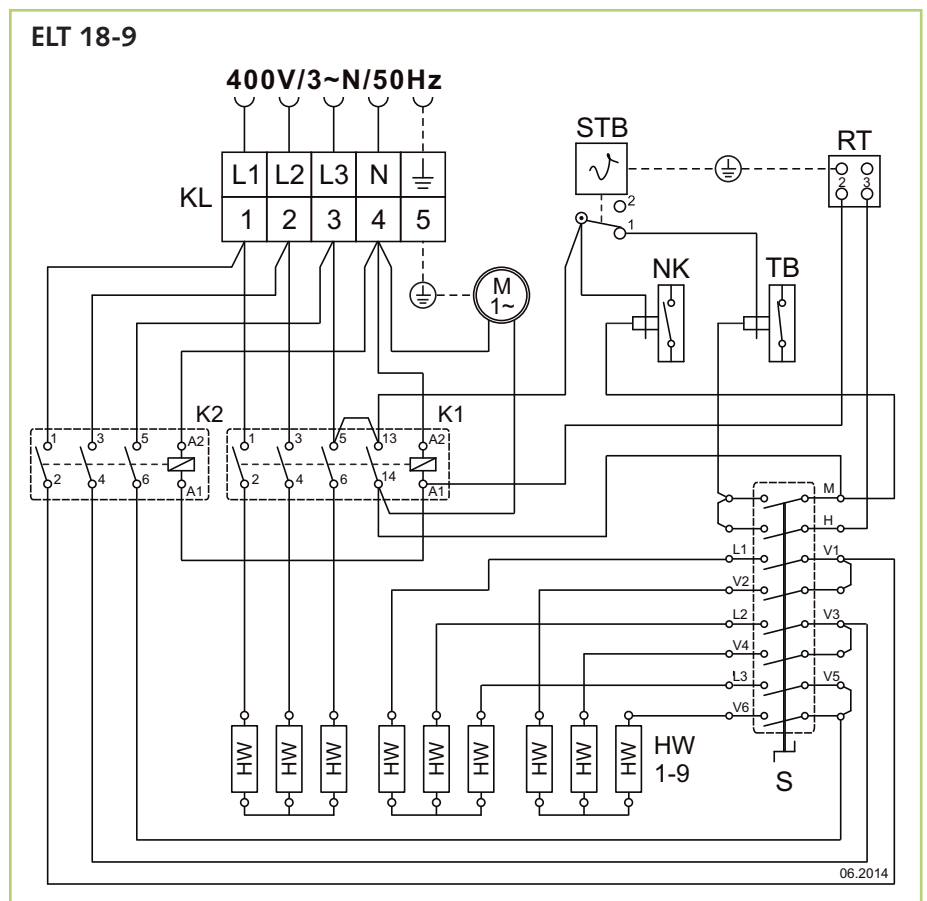 ELT 18-9
400V/3~N/50Hz
STB
RT
L1 L2 L3 N
KL
1 2 3 4 5
2 3
2
1
M
1~
NK TB
K2 K1
1 3 5 A2 1 3 5 13 A2
2 4 6 A1 2 4 6 14 A1
M
H
L1 V1
V2
L2 V3
V4
L3 V5
V6
HW HW HW HW HW HW HW HW HW
HW
1-9
S
06.2014